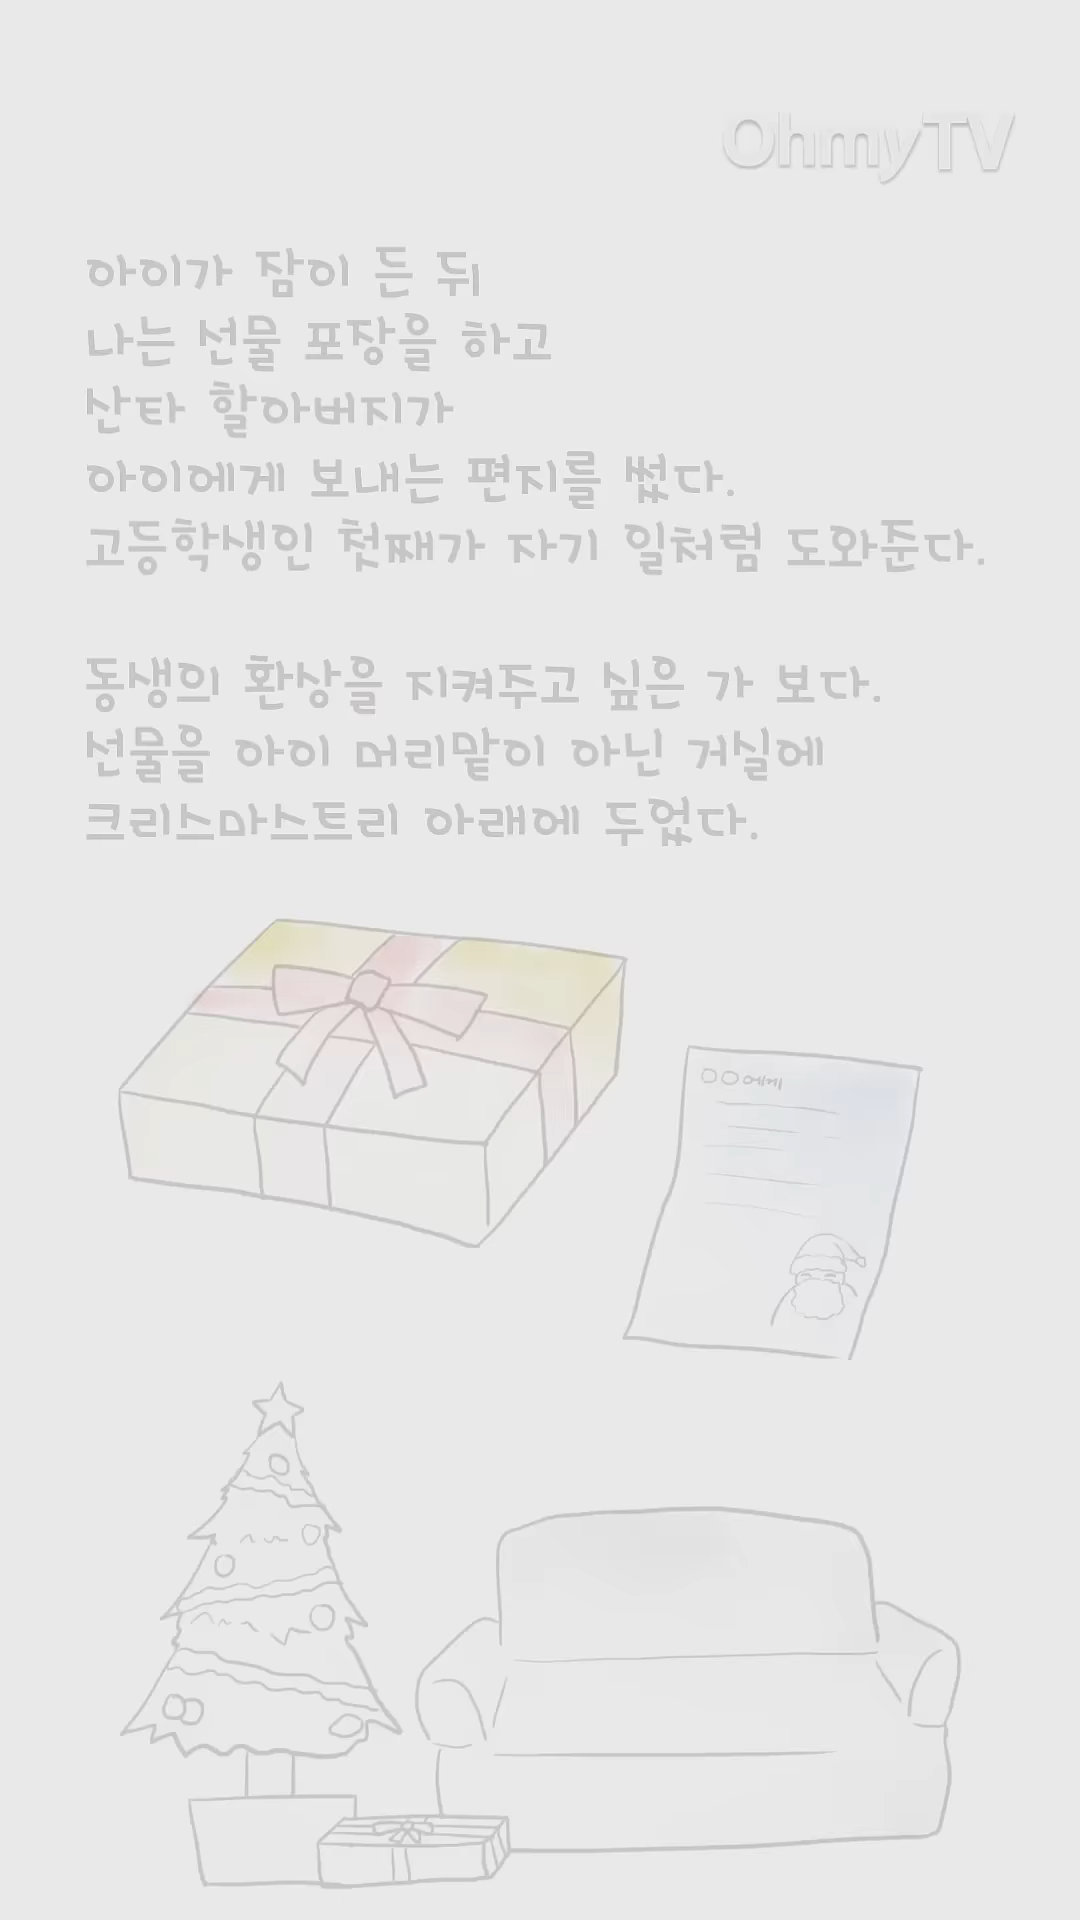 OhmyTV
아이가 잠이 든 뒤
나는 선물 포장을 하고
산타 할아버지가
아이에게 보내는 편지를 썼다.
고등학생인 첫째가 자기 일처럼 도와준다.
동생의 환상을 지켜주고 싶은 가 보다.
선물을 아이 머리맡이 아닌 거실에
크리스마스트리 아래에 두었다.
○○에게